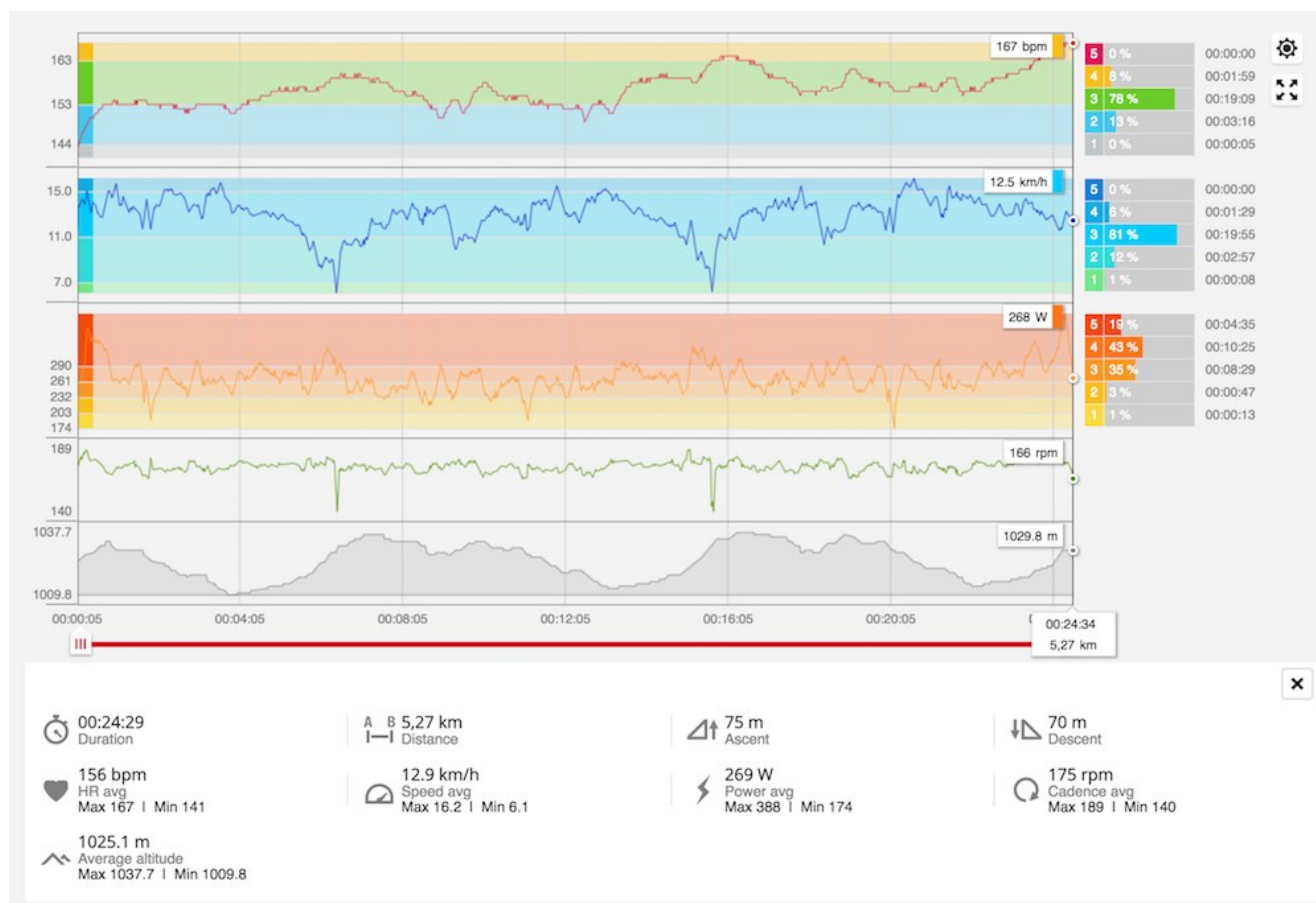 163
153
144
167 bpm
5 0 % 00:00:00
4 8 % 00:01:59
3 78 % 00:19:09
2 13 % 00:03:16
1 0 % 00:00:05
15.0
11.0
7.0
12.5 km/h
5 0 % 00:00:00
4 6 % 00:01:29
3 81 % 00:19:55
2 12 % 00:02:57
1 1 % 00:00:08
290
261
232
203
174
268 W
5 19 % 00:04:35
4 43 % 00:10:25
3 35 % 00:08:29
2 3 % 00:00:47
1 1 % 00:00:13
189
140
166 rpm
1037.7
1009.8
1029.8 m
00:00:05 00:04:05 00:08:05 00:12:05 00:16:05 00:20:05
00:24:34
5,27 km
00:24:29
Duration
A B 5,27 km
Distance
75 m
Ascent
70 m
Descent
156 bpm
HR avg
Max 167 | Min 141
12.9 km/h
Speed avg
Max 16.2 | Min 6.1
269 W
Power avg
Max 388 | Min 174
175 rpm
Cadence avg
Max 189 | Min 140
1025.1 m
Average altitude
Max 1037.7 | Min 1009.8